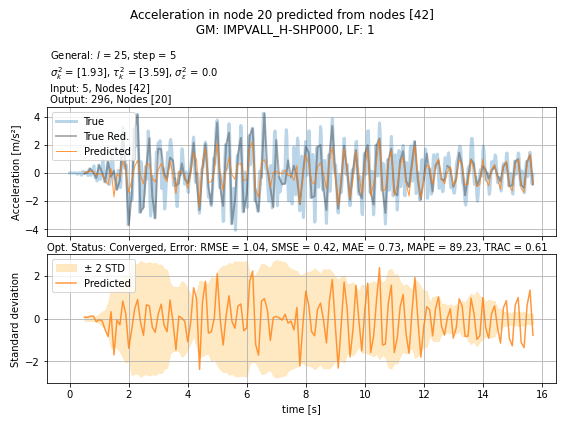 Acceleration in node 20 predicted from nodes [42]
GM: IMPVALL_H-SHP000, LF: 1
General: l = 25, step = 5
σ²ₖ = [1.93], τ²ₖ = [3.59], σ²ε = 0.0
Input: 5, Nodes [42]
Output: 296, Nodes [20]
Acceleration [m/s²]
4
2
0
−2
−4
True
True Red.
Predicted
Opt. Status: Converged, Error: RMSE = 1.04, SMSE = 0.42, MAE = 0.73, MAPE = 89.23, TRAC = 0.61
Standard deviation
2
0
−2
± 2 STD
Predicted
0 2 4 6 8 10 12 14 16
time [s]